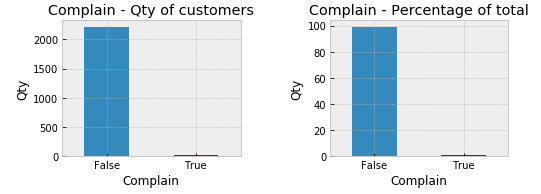 Complain - Qty of customers
Qty
2000
1500
1000
500
0
False True
Complain
Complain - Percentage of total
Qty
100
80
60
40
20
0
False True
Complain